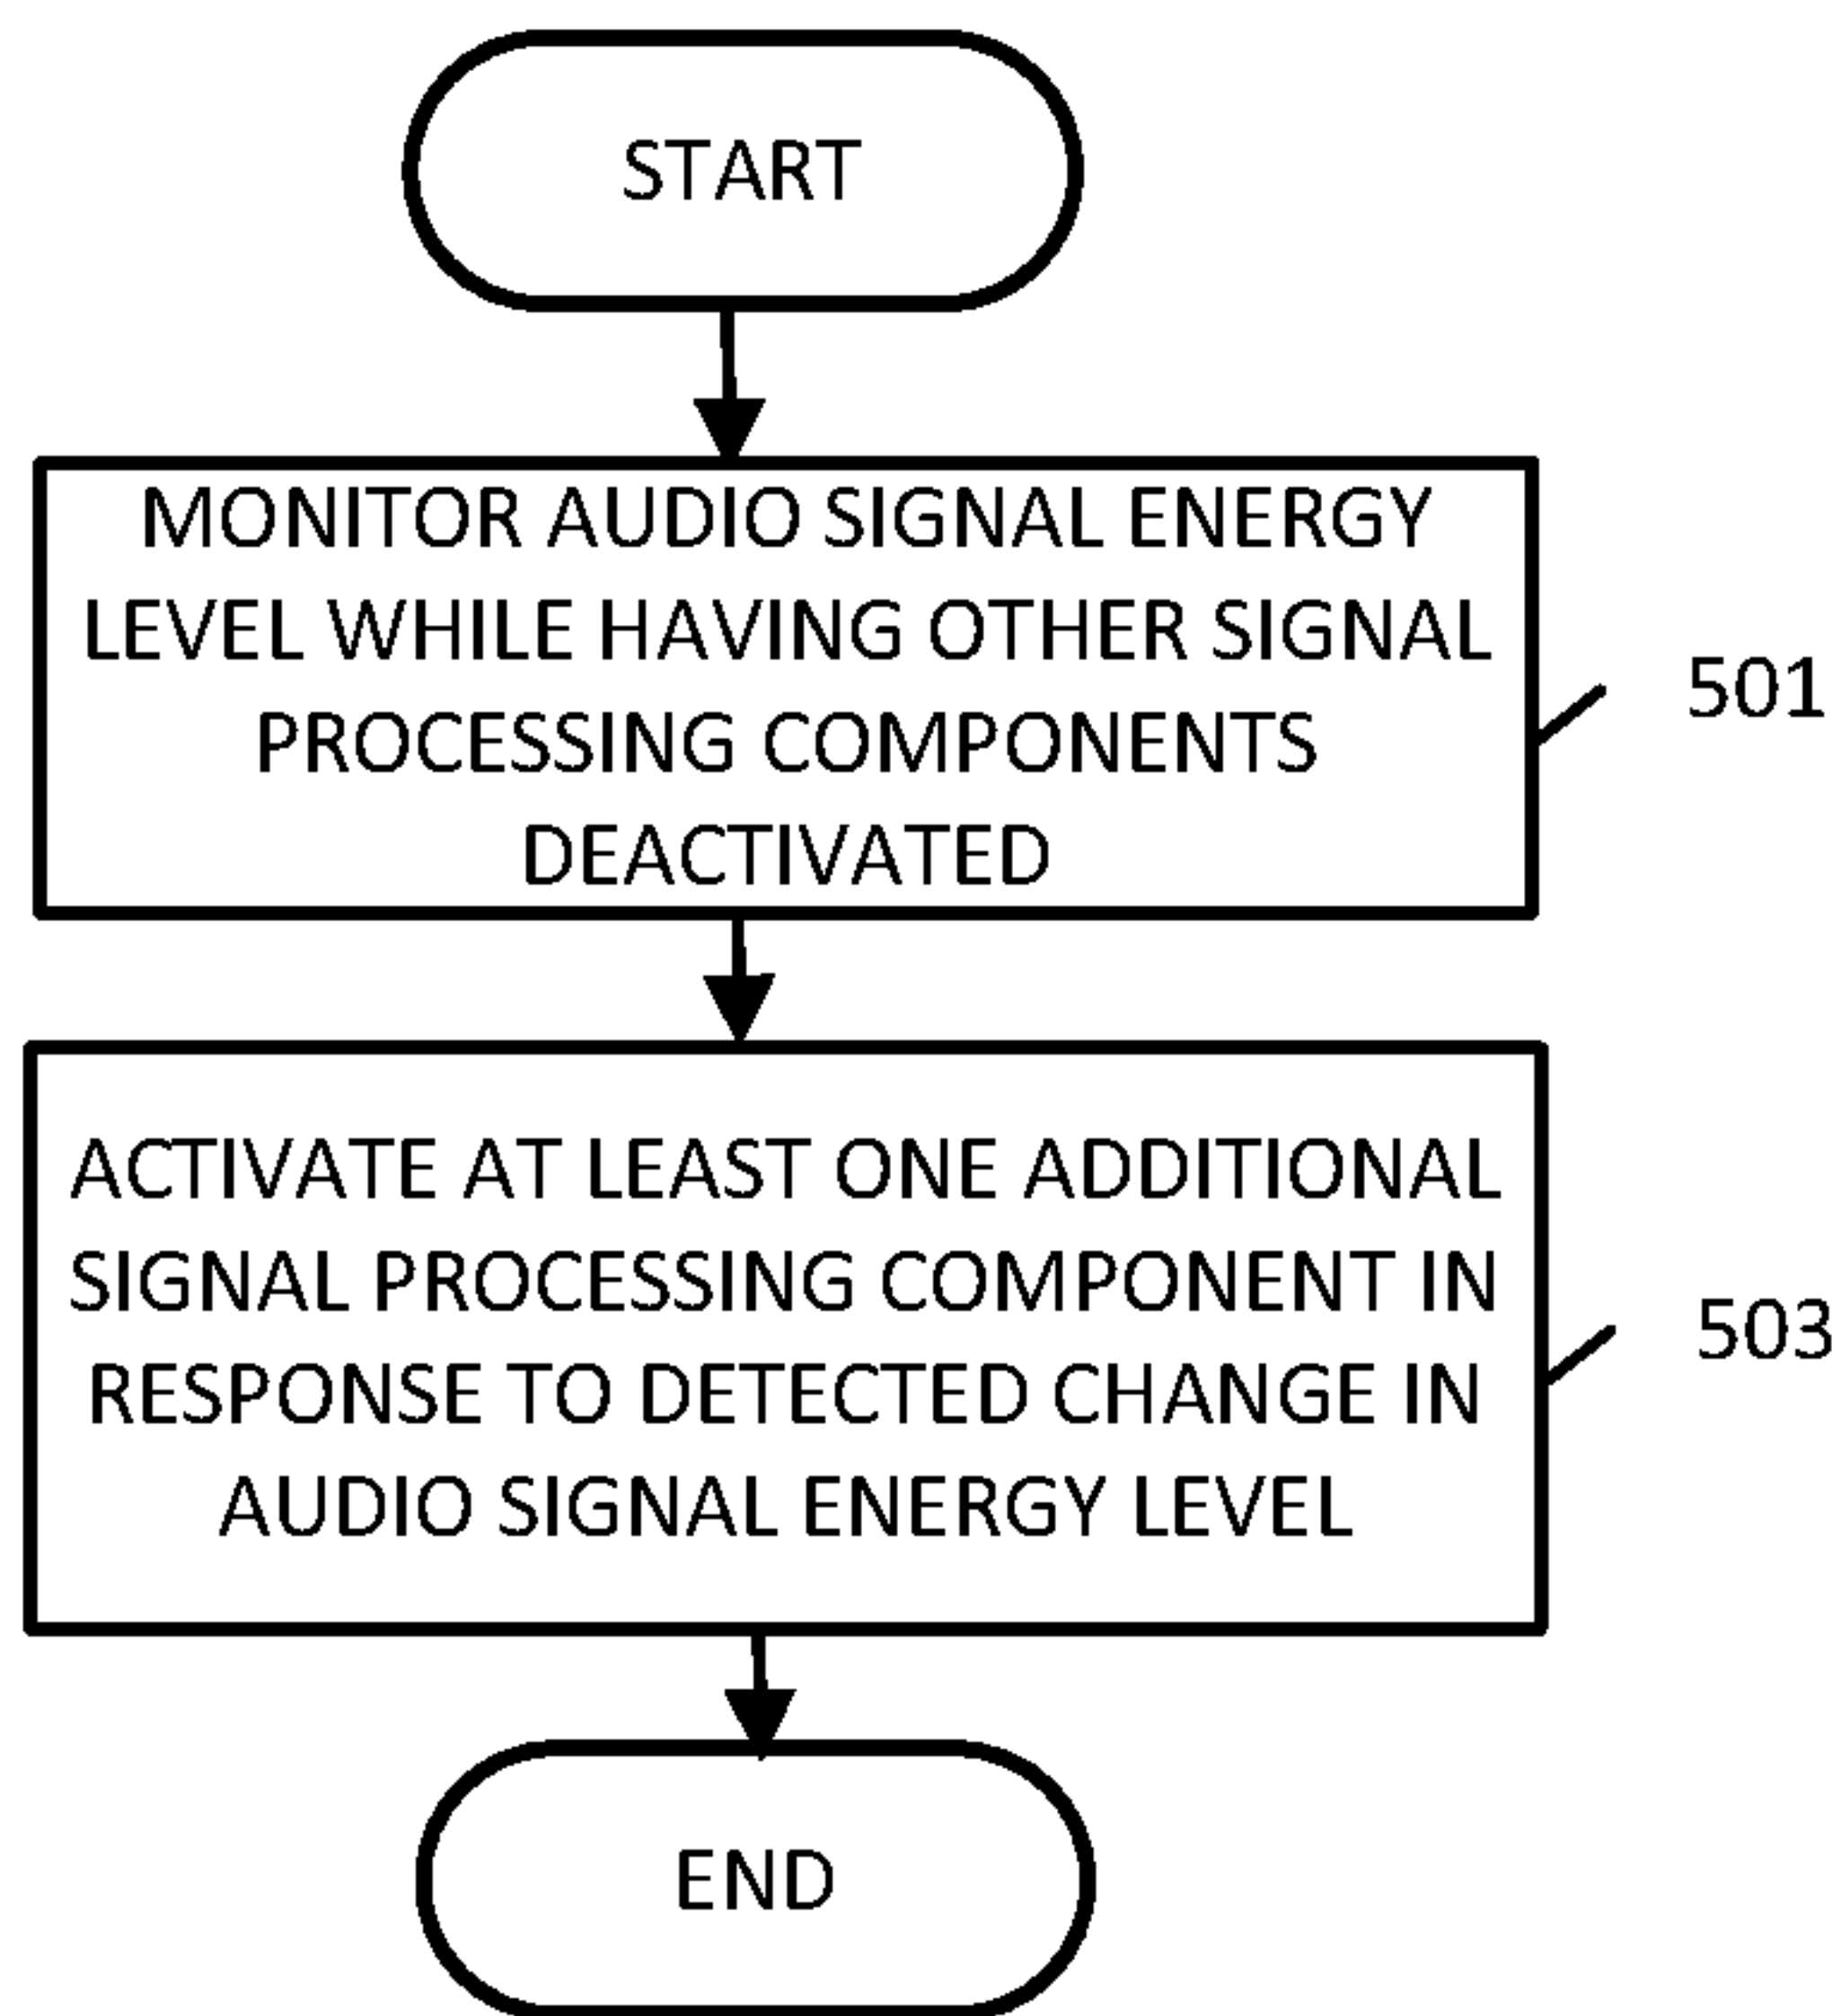 START
MONITOR AUDIO SIGNAL ENERGY
LEVEL WHILE HAVING OTHER SIGNAL
PROCESSING COMPONENTS
DEACTIVATED
501
ACTIVATE AT LEAST ONE ADDITIONAL
SIGNAL PROCESSING COMPONENT IN
RESPONSE TO DETECTED CHANGE IN
AUDIO SIGNAL ENERGY LEVEL
503
END